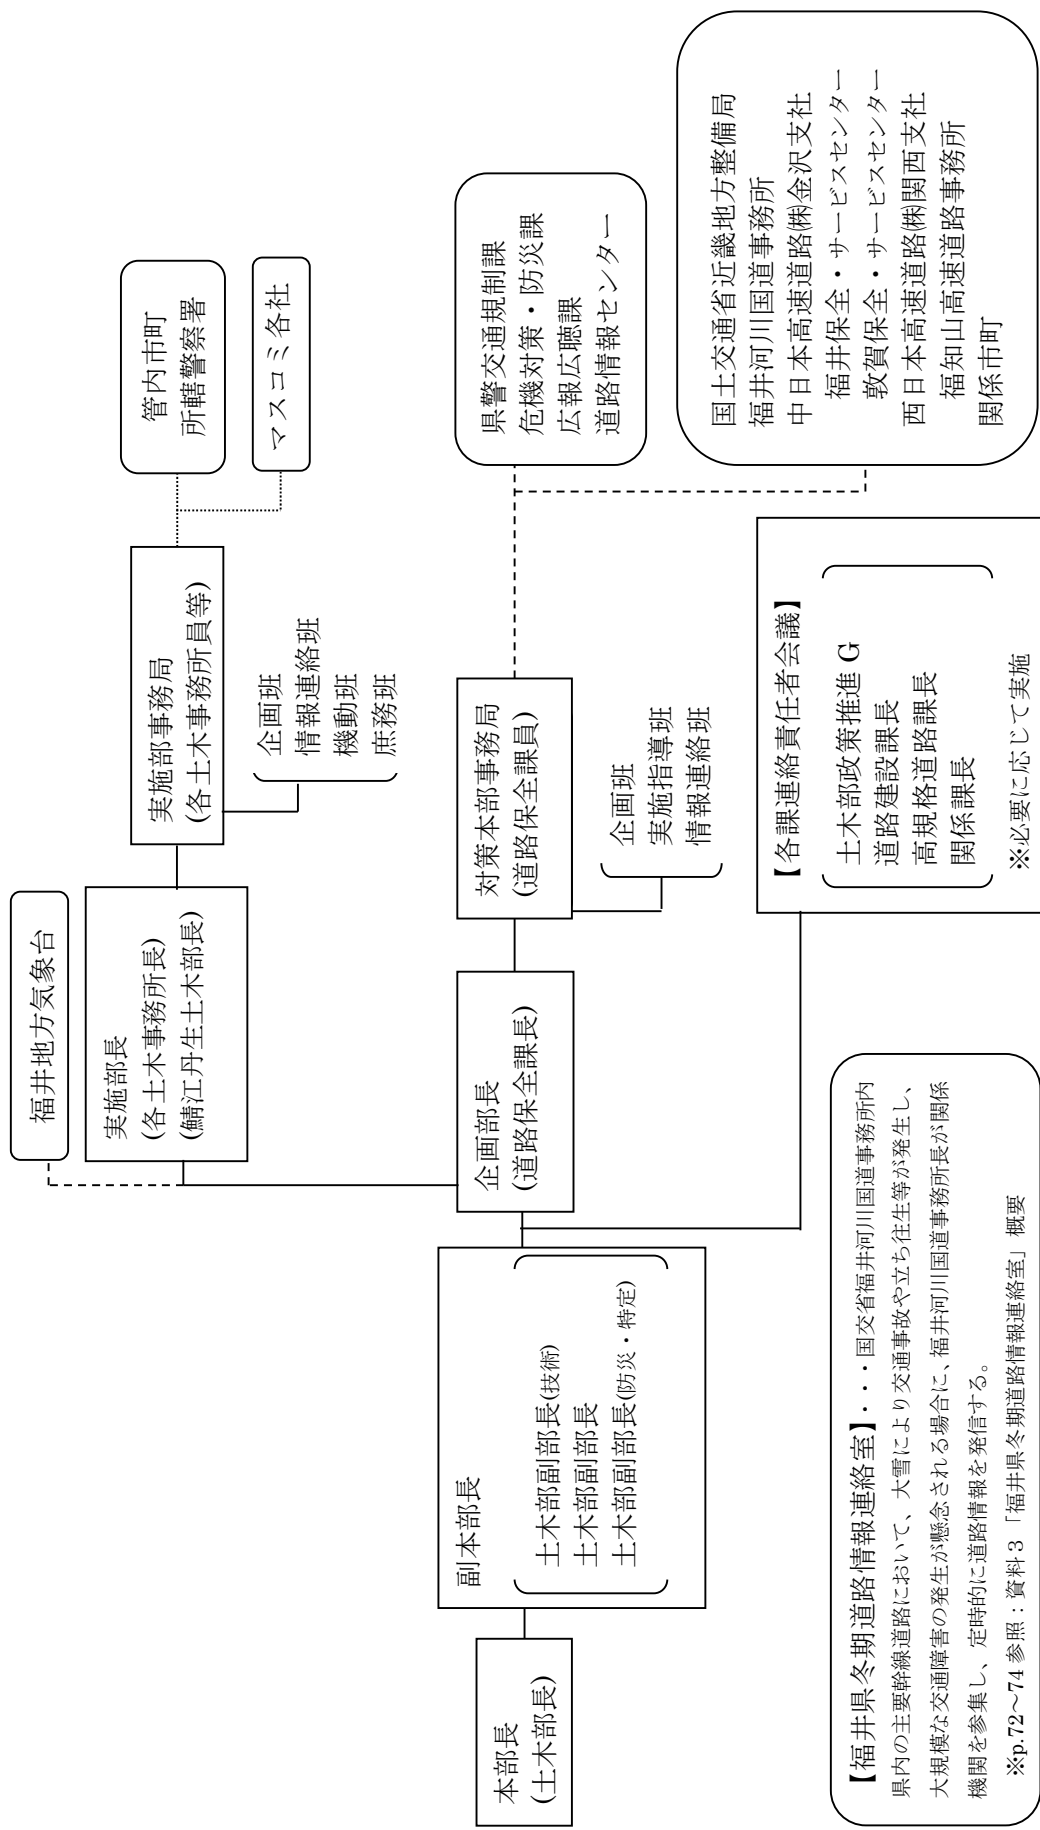 福井地方気象台
実施部長
(各土木事務所長)
(鯖江丹生土木部長)
実施部事務局
(各土木事務所員等)
企画班
情報連絡班
機動班
庶務班
管内市町
所轄警察署
マスコミ各社
本部長
(土木部長)
副本部長
土木部副部長(技術)
土木部副部長
土木部副部長(防災・特定)
企画部長
(道路保全課長)
対策本部事務局
(道路保全課員)
企画班
実施指導班
情報連絡班
県警交通規制課
危機対策・防災課
広報広聴課
道路情報センター
国土交通省近畿地方整備局
福井河川国道事務所
中日本高速道路㈱金沢支社
福井保全・サービスセンター
敦賀保全・サービスセンター
西日本高速道路㈱関西支社
福知山高速道路事務所
関係市町
【各課連絡責任者会議】
土木部政策推進G
道路建設課長
高規格道路課長
関係課長
※必要に応じて実施
【福井県冬期道路情報連絡室】・・・国交省福井河川国道事務所内
県内の主要幹線道路において、大雪により交通事故や立ち往生等が発生し、
大規模な交通障害の発生が懸念される場合に、福井河川国道事務所長が関係
機関を参集し、定時的に道路情報を発信する。
※p.72～74 参照：資料３「福井県冬期道路情報連絡室」概要